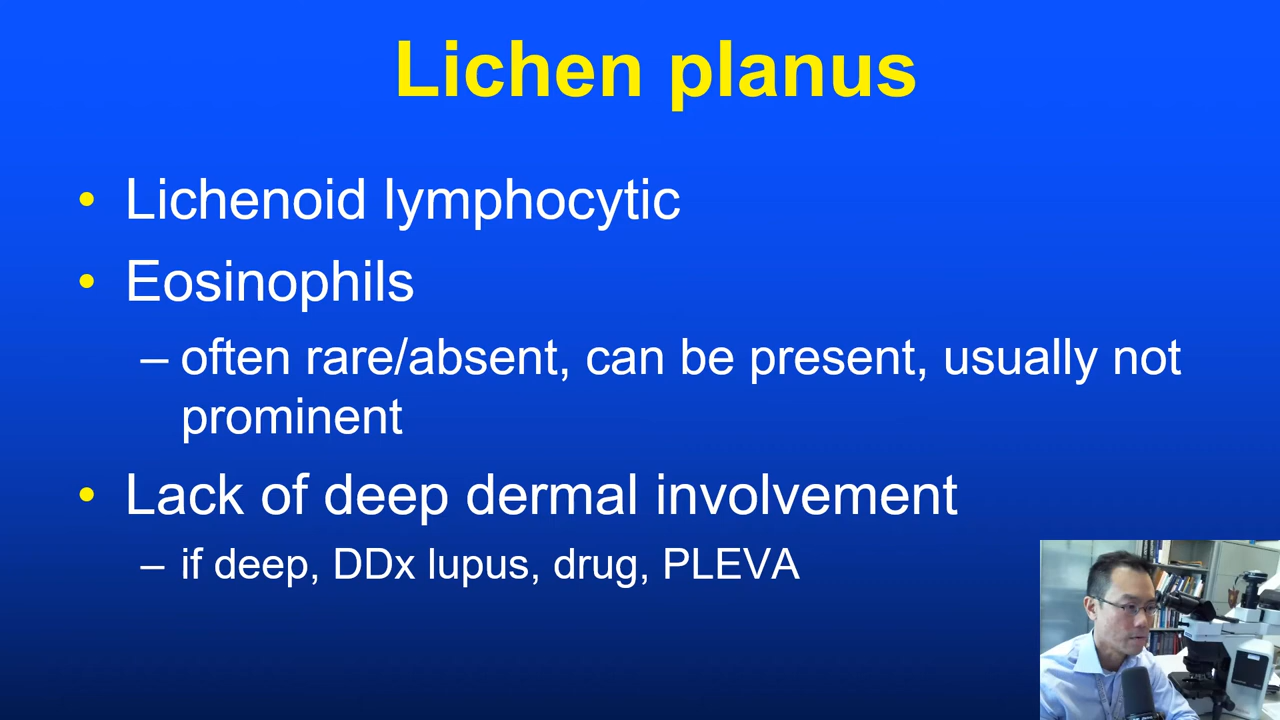 Lichen planus
• Lichenoid lymphocytic
• Eosinophils
– often rare/absent, can be present, usually not
prominent
• Lack of deep dermal involvement
– if deep, DDx lupus, drug, PLEVA